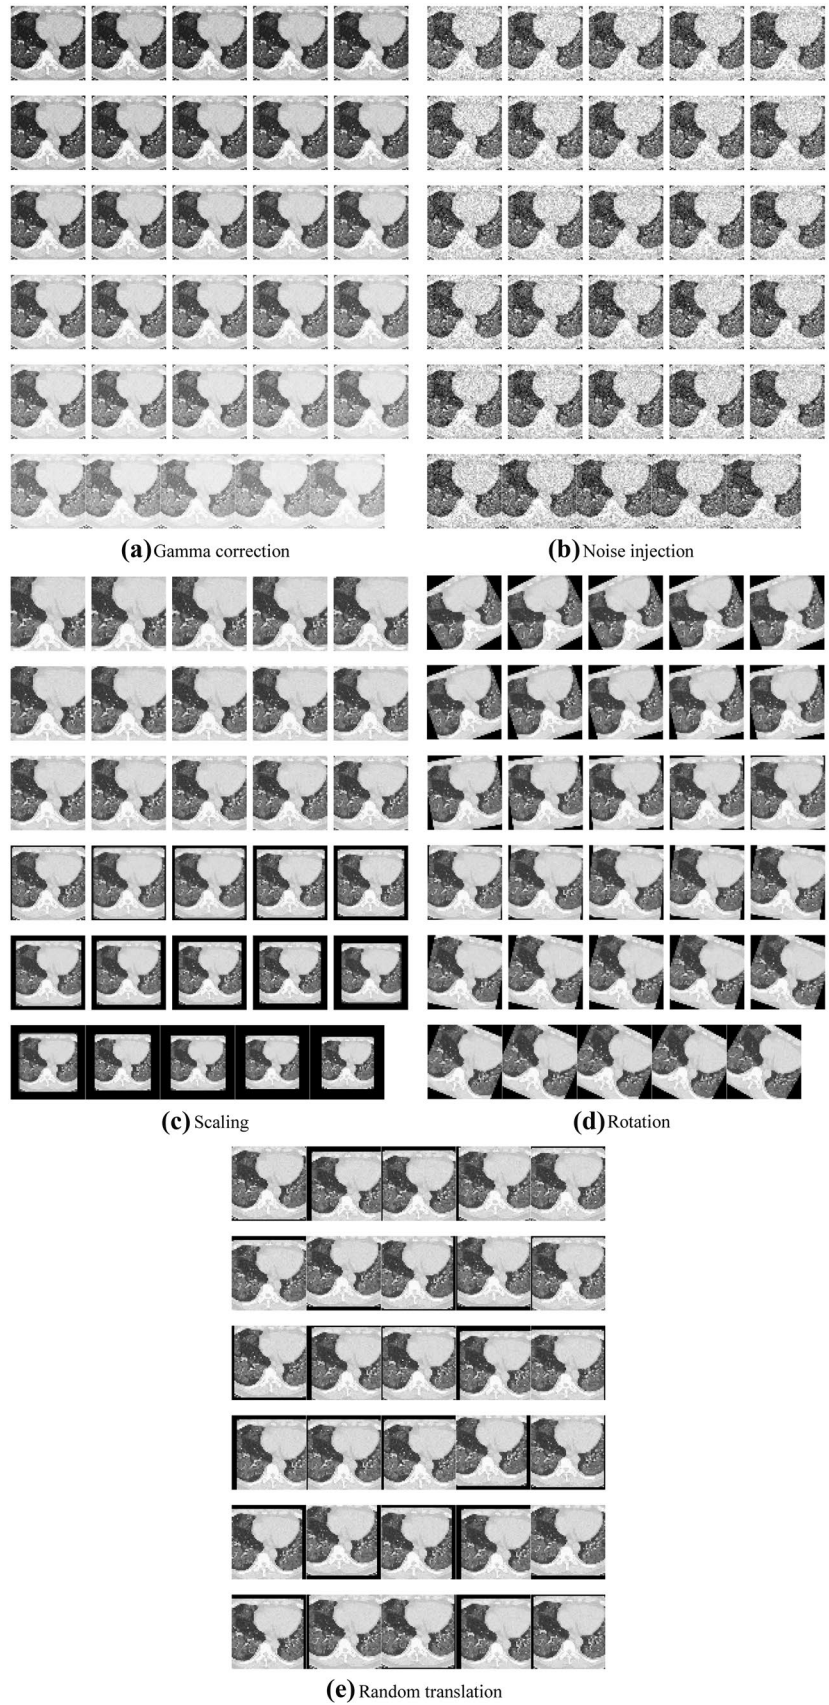 (a) Gamma correction
(b) Noise injection
(c) Scaling
(d) Rotation
(e) Random translation